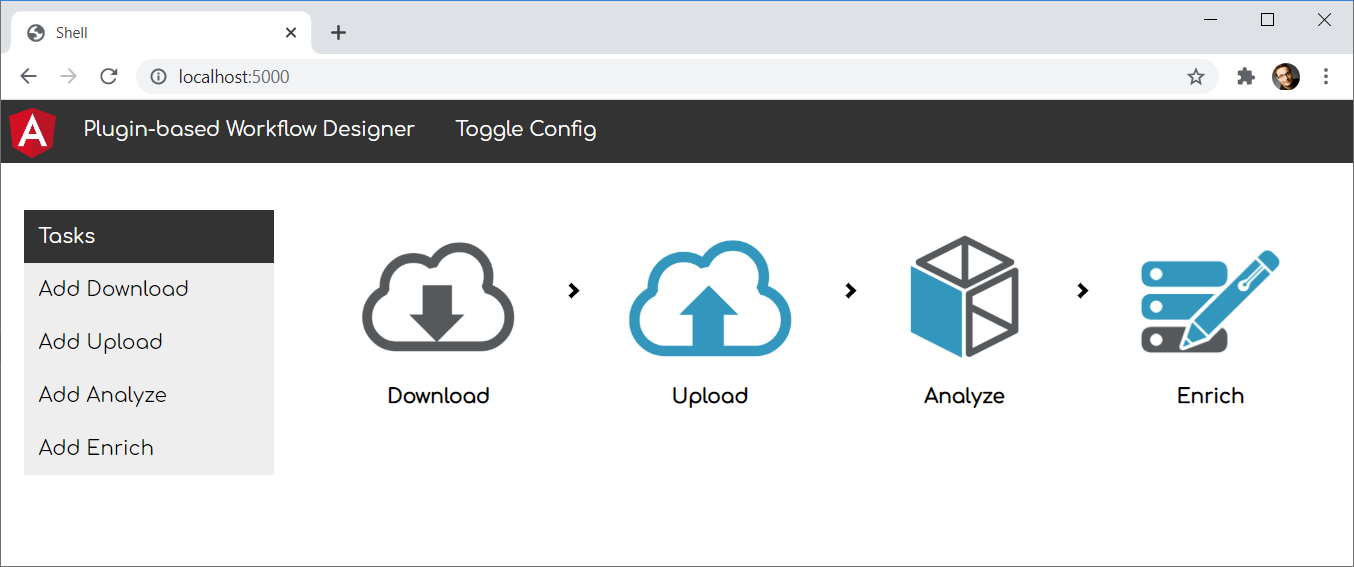 Shell
localhost:5000
A
Plugin-based Workflow Designer
Toggle Config
Tasks
Add Download
Add Upload
Add Analyze
Add Enrich
Download
Upload
Analyze
Enrich